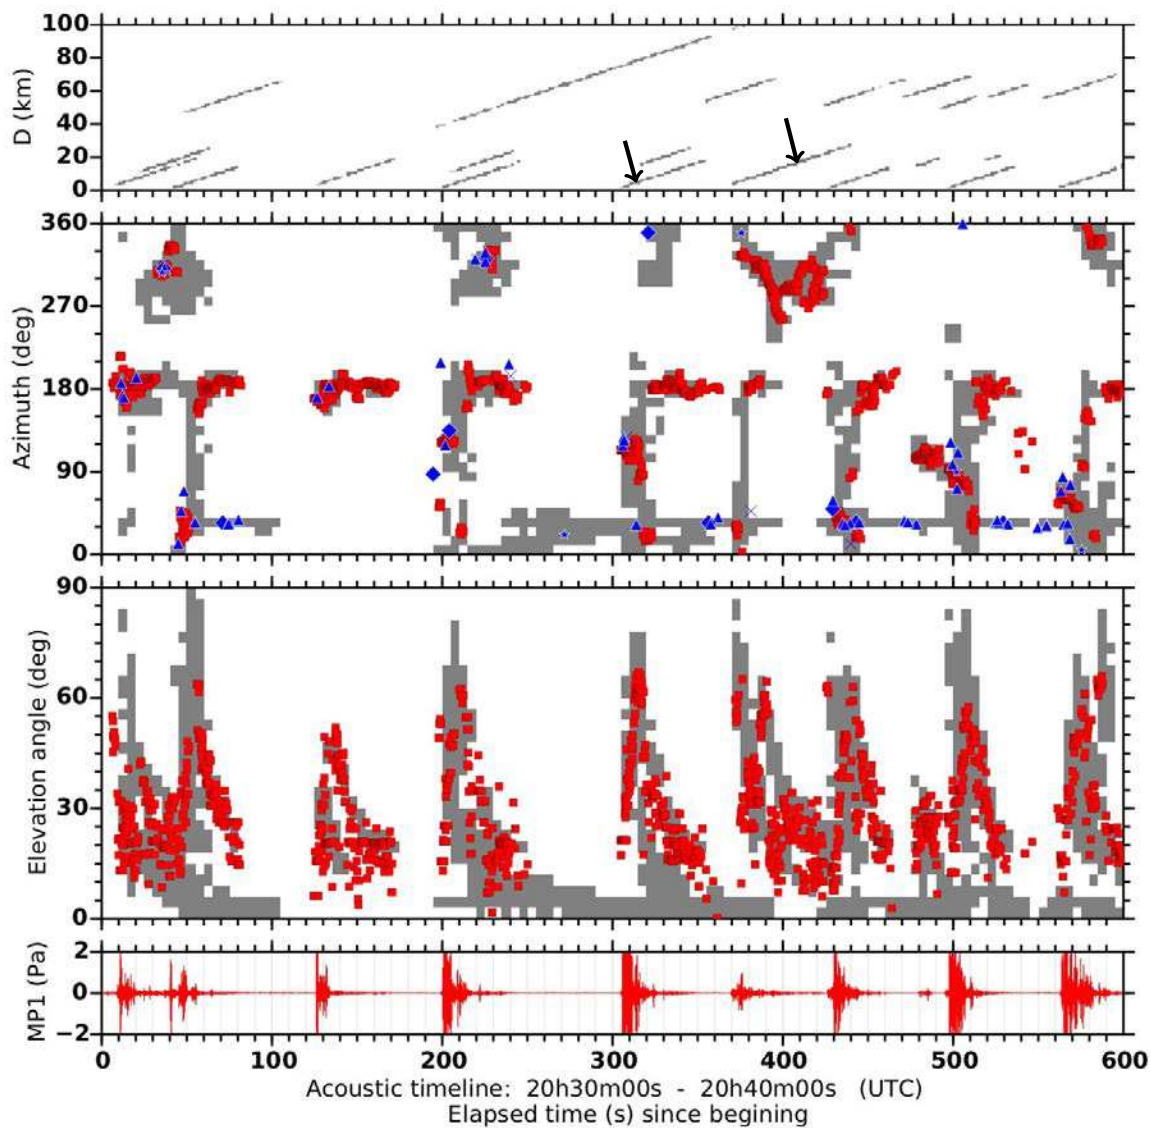 100
80
60
40
20
0
D (km)
360
270
180
90
0
Azimuth (deg)
90
60
30
0
Elevation angle (deg)
2
0
−2
MP1 (Pa)
0 100 200 300 400 500 600
Acoustic timeline: 20h30m00s - 20h40m00s (UTC)
Elapsed time (s) since begining